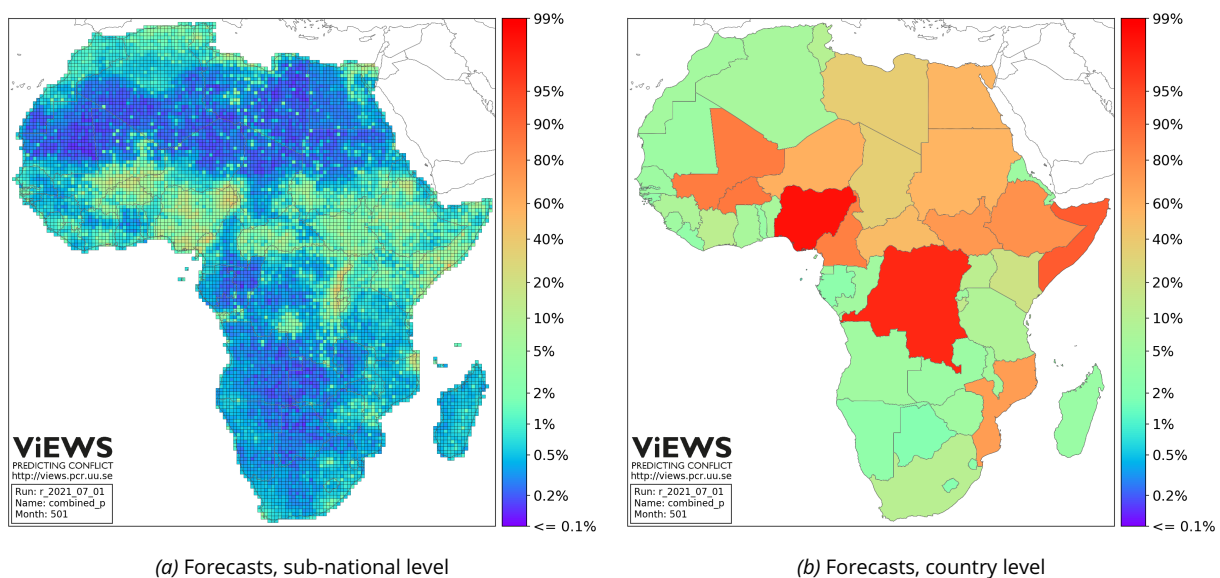 99%
95%
90%
80%
60%
40%
20%
10%
5%
2%
1%
0.5%
0.2%
<= 0.1%
ViEWS
PREDICTING CONFLICT
http://views.pcr.uu.se
Run: r_2021_07_01
Name: combined_p
Month: 501
(a) Forecasts, sub-national level
99%
95%
90%
80%
60%
40%
20%
10%
5%
2%
1%
0.5%
0.2%
<= 0.1%
ViEWS
PREDICTING CONFLICT
http://views.pcr.uu.se
Run: r_2021_07_01
Name: combined_p
Month: 501
(b) Forecasts, country level